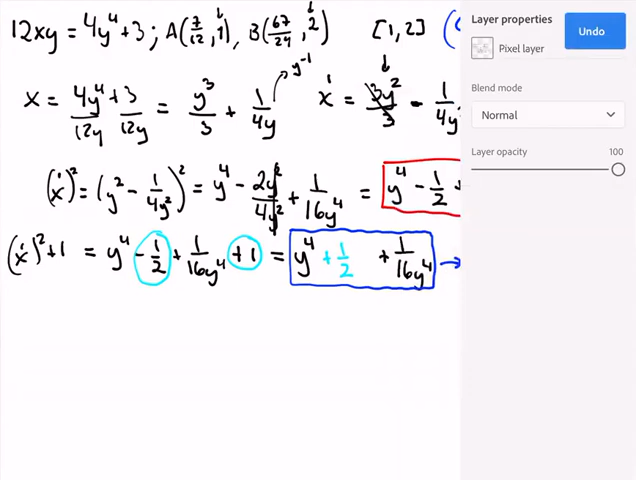 12xy = 4y⁴+3 ; A(7/12, 1), B(67/24, 2) [1, 2]
x = 4y⁴/12y + 3/12y = y³/3 + 1/4y y⁻¹ x' = 3y²/3 - 1/4y
(x')² = (y² - 1/4y²)² = y⁴ - 2y²/4y² + 1/16y⁴ = y⁴ - 1/2
(x')² + 1 = y⁴ - 1/2 + 1/16y⁴ + 1 = y⁴ + 1/2 + 1/16y⁴ →
Layer properties
Undo
Pixel layer
Blend mode
Normal
Layer opacity 100